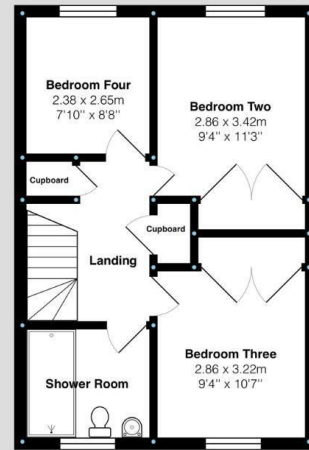 Bedroom Four
2.38 x 2.65m
7'10'' x 8'8''
Bedroom Two
2.86 x 3.42m
9'4'' x 11'3''
Cupboard
Cupboard
Landing
Bedroom Three
2.86 x 3.22m
9'4'' x 10'7''
Shower Room